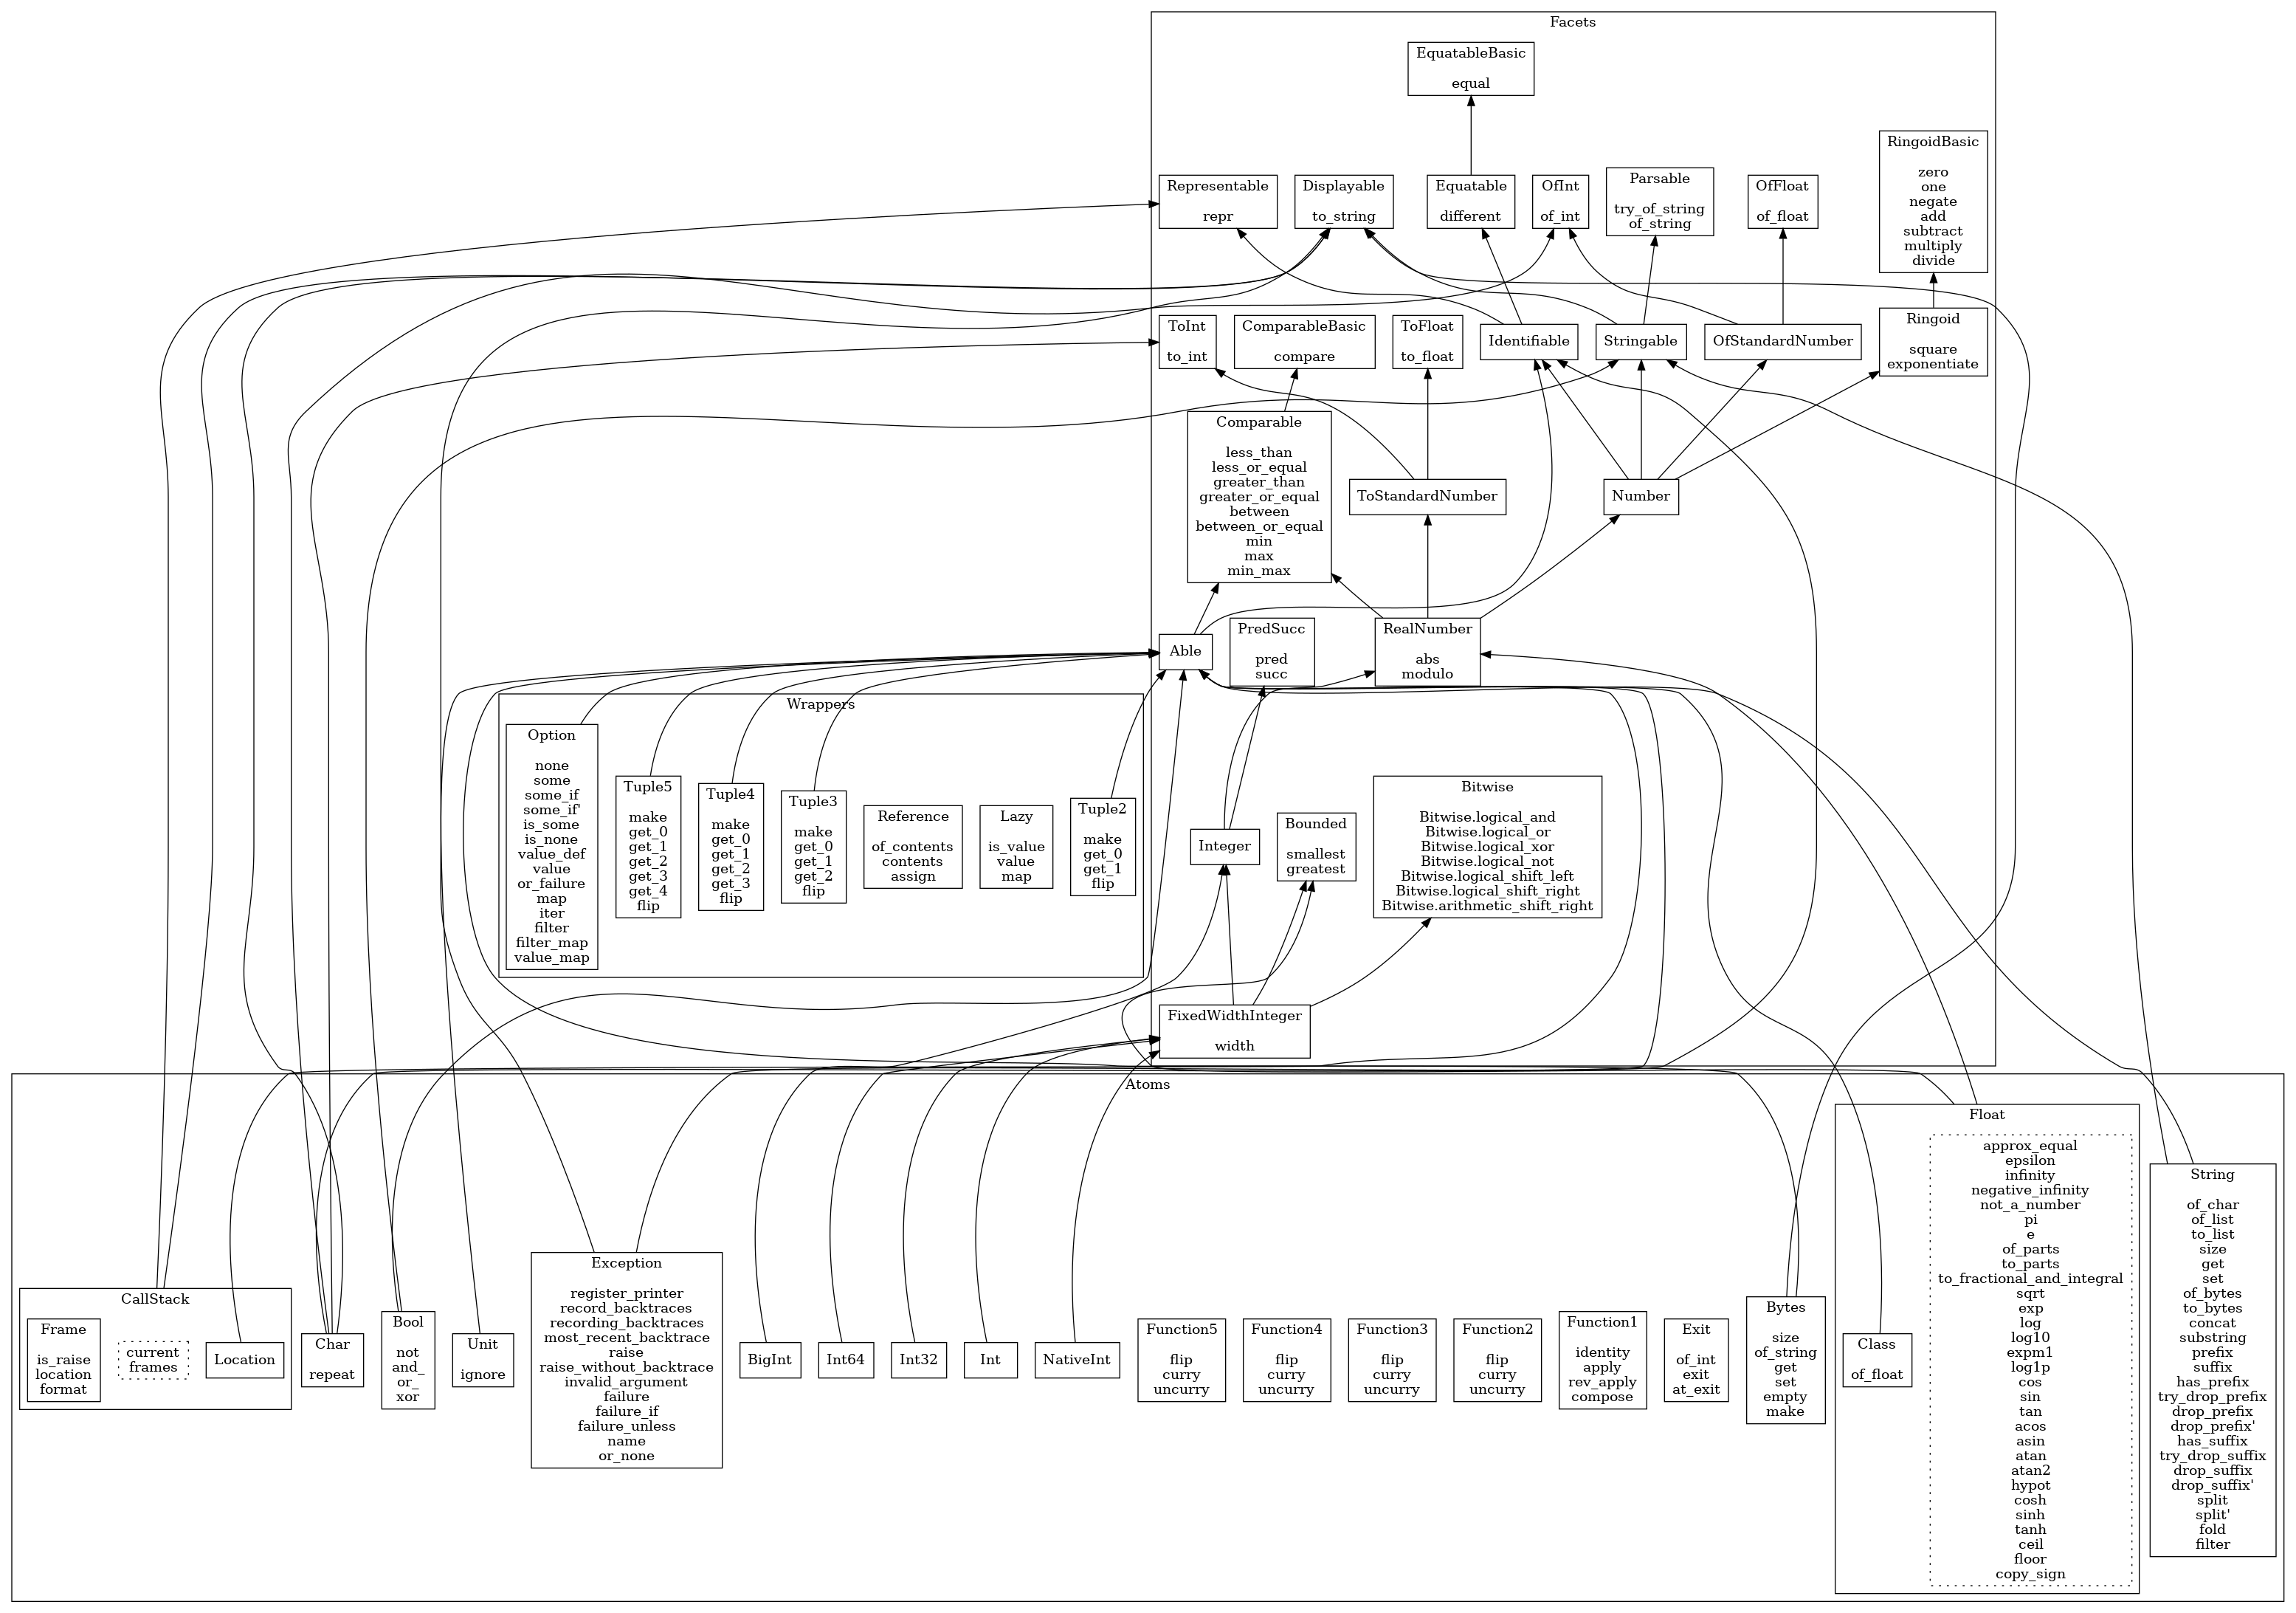 Facets
EquatableBasic
equal
RingoidBasic
zero
one
negate
add
subtract
multiply
divide
Representable
repr
Displayable
to_string
Equatable
different
OfInt
of_int
Parsable
try_of_string
of_string
OfFloat
of_float
ToInt
to_int
ComparableBasic
compare
ToFloat
to_float
Identifiable
Stringable
OfStandardNumber
Ringoid
square
exponentiate
Comparable
less_than
less_or_equal
greater_than
greater_or_equal
between
between_or_equal
min
max
min_max
ToStandardNumber
Number
Able
PredSucc
pred
succ
RealNumber
abs
modulo
Wrappers
Option
none
some
some_if
some_if'
is_some
is_none
value_def
value
or_failure
map
iter
filter
filter_map
value_map
Tuple5
make
get_0
get_1
get_2
get_3
get_4
flip
Tuple4
make
get_0
get_1
get_2
get_3
flip
Tuple3
make
get_0
get_1
get_2
flip
Reference
of_contents
contents
assign
Lazy
is_value
value
map
Tuple2
make
get_0
get_1
flip
Integer
Bounded
smallest
greatest
Bitwise
Bitwise.logical_and
Bitwise.logical_or
Bitwise.logical_xor
Bitwise.logical_not
Bitwise.logical_shift_left
Bitwise.logical_shift_right
Bitwise.arithmetic_shift_right
FixedWidthInteger
width
Atoms
CallStack
Frame
is_raise
location
format
current
frames
Location
Char
repeat
Bool
not
and_
or_
xor
Unit
ignore
Exception
register_printer
record_backtraces
recording_backtraces
most_recent_backtrace
raise
raise_without_backtrace
invalid_argument
failure
failure_if
failure_unless
name
or_none
BigInt
Int64
Int32
Int
NativeInt
Function5
flip
curry
uncurry
Function4
flip
curry
uncurry
Function3
flip
curry
uncurry
Function2
flip
curry
uncurry
Function1
identity
apply
rev_apply
compose
Exit
of_int
exit
at_exit
Bytes
size
of_string
get
set
empty
make
Float
Class
of_float
approx_equal
epsilon
infinity
negative_infinity
not_a_number
pi
e
of_parts
to_parts
to_fractional_and_integral
sqrt
exp
log
log10
expm1
log1p
cos
sin
tan
acos
asin
atan
atan2
hypot
cosh
sinh
tanh
ceil
floor
copy_sign
String
of_char
of_list
to_list
size
get
set
of_bytes
to_bytes
concat
substring
prefix
suffix
has_prefix
try_drop_prefix
drop_prefix
drop_prefix'
has_suffix
try_drop_suffix
drop_suffix
drop_suffix'
split
split'
fold
filter